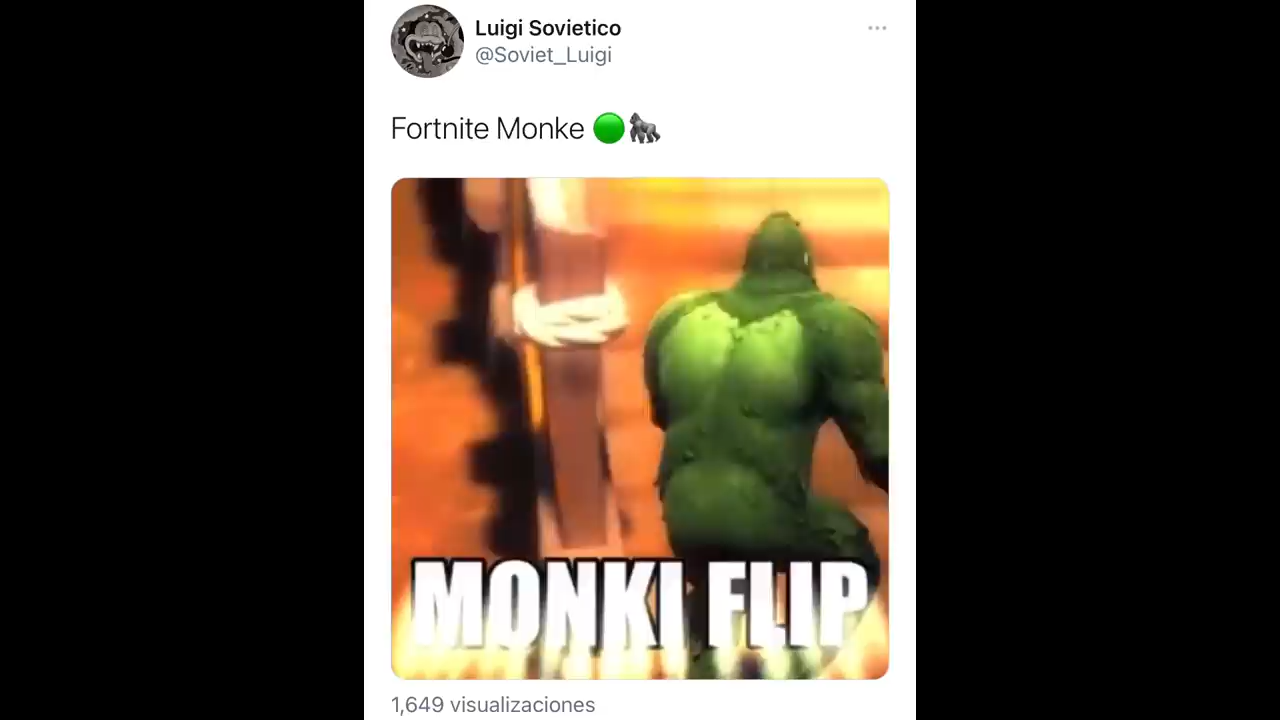 Luigi Sovietico
@Soviet_Luigi
Fortnite Monke 🟢🦍
MONKI FLIP
1,649 visualizaciones